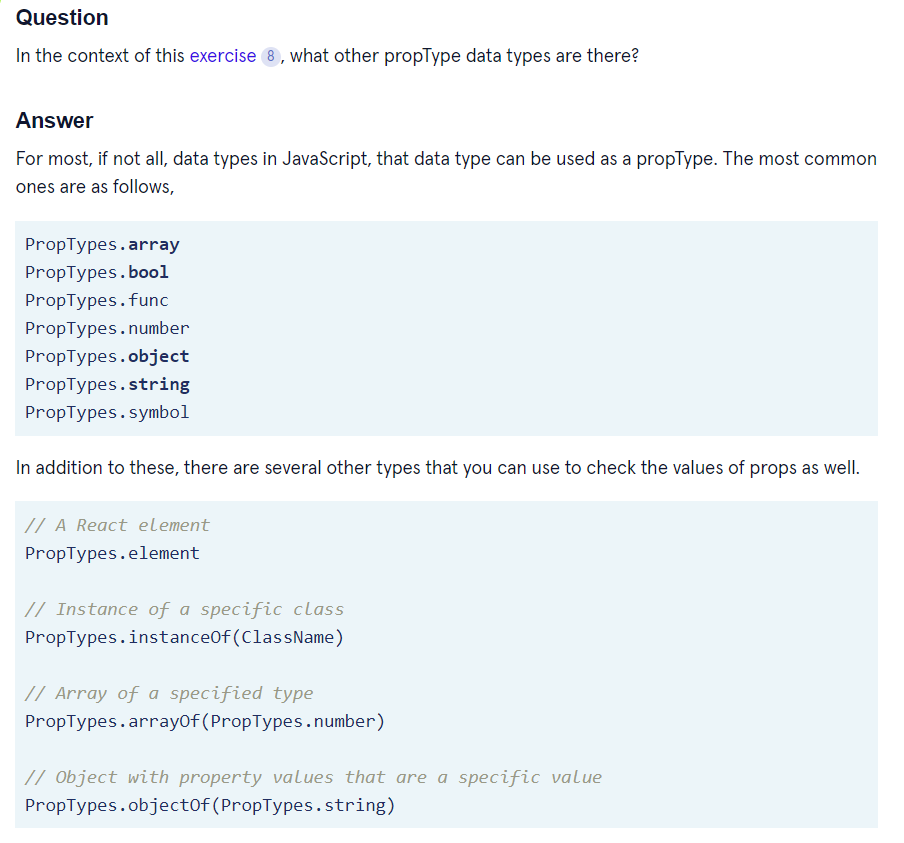 Question
In the context of this exercise 8, what other propType data types are there?
Answer
For most, if not all, data types in JavaScript, that data type can be used as a propType. The most common
ones are as follows,
PropTypes.array
PropTypes.bool
PropTypes.func
PropTypes.number
PropTypes.object
PropTypes.string
PropTypes.symbol
In addition to these, there are several other types that you can use to check the values of props as well.
// A React element
PropTypes.element
// Instance of a specific class
PropTypes.instanceOf(ClassName)
// Array of a specified type
PropTypes.arrayOf(PropTypes.number)
// Object with property values that are a specific value
PropTypes.objectOf(PropTypes.string)